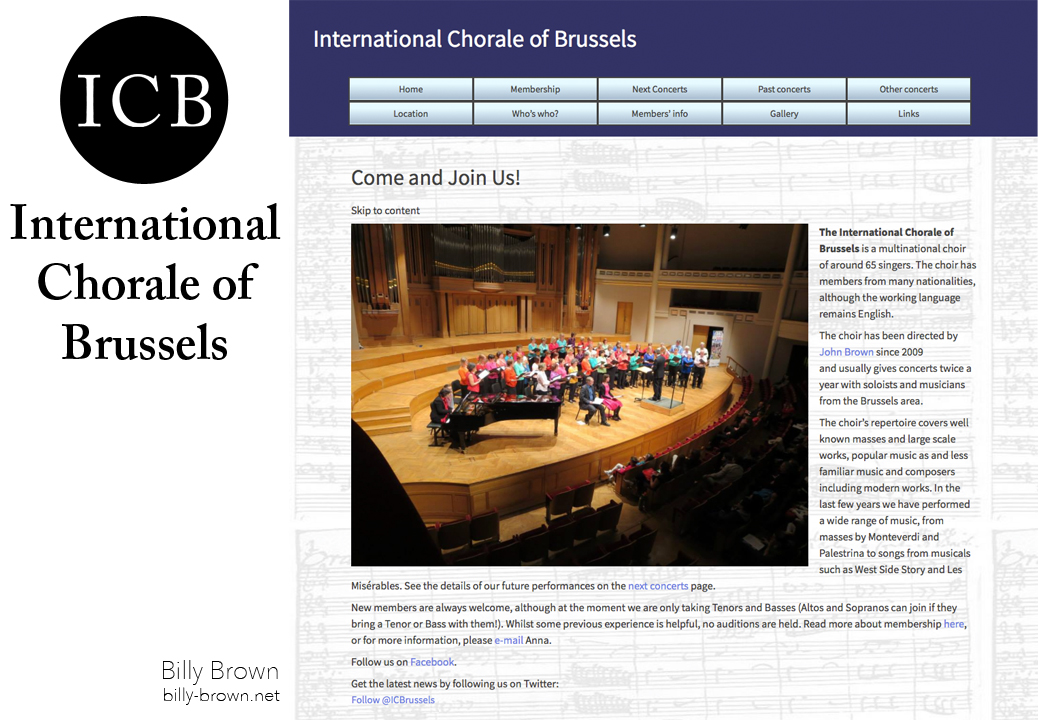 ICB
International
Chorale of
Brussels
Billy Brown
billy-brown.net
International Chorale of Brussels
Home
Membership
Next Concerts
Past concerts
Other concerts
Location
Who's who?
Members' info
Gallery
Links
Come and Join Us!
Skip to content
The International Chorale of
Brussels is a multinational choir
of around 65 singers. The choir has
members from many nationalities,
although the working language
remains English.
The choir has been directed by
John Brown since 2009
and usually gives concerts twice a
year with soloists and musicians
from the Brussels area.
The choir's repertoire covers well
known masses and large scale
works, popular music as and less
familiar music and composers
including modern works. In the
last few years we have performed
a wide range of music, from
masses by Monteverdi and
Palestrina to songs from musicals
such as West Side Story and Les
Misérables. See the details of our future performances on the next concerts page.
New members are always welcome, although at the moment we are only taking Tenors and Basses (Altos and Sopranos can join if they
bring a Tenor or Bass with them!). Whilst some previous experience is helpful, no auditions are held. Read more about membership here,
or for more information, please e-mail Anna.
Follow us on Facebook.
Get the latest news by following us on Twitter:
Follow @ICBrussels